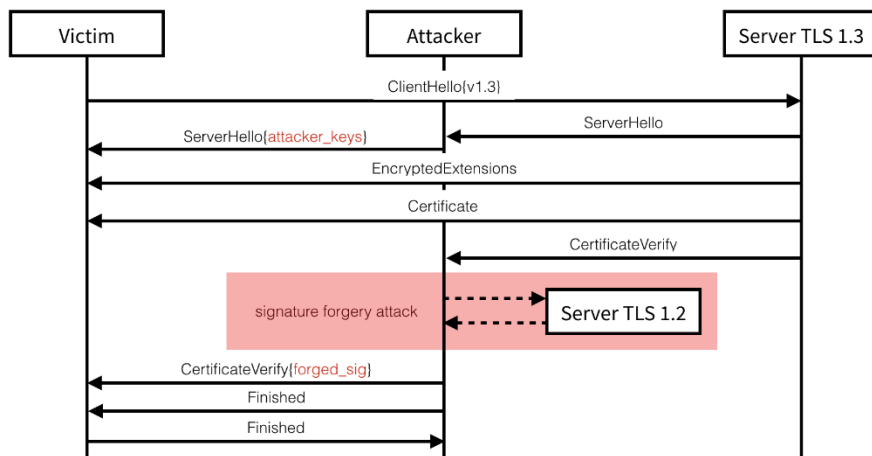 Victim
Attacker
Server TLS 1.3
ClientHello{v1.3}
ServerHello
ServerHello{attacker_keys}
EncryptedExtensions
Certificate
CertificateVerify
signature forgery attack
Server TLS 1.2
CertificateVerify{forged_sig}
Finished
Finished